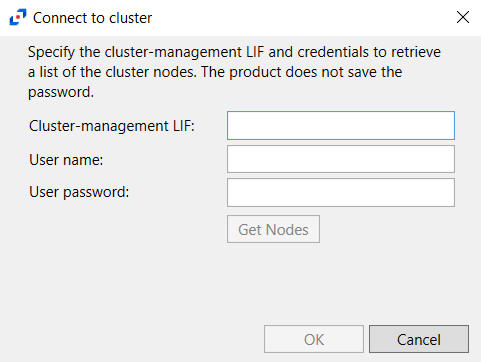 Connect to cluster
Specify the cluster-management LIF and credentials to retrieve
a list of the cluster nodes. The product does not save the
password.
Cluster-management LIF:
User name:
User password:
Get Nodes
OK Cancel